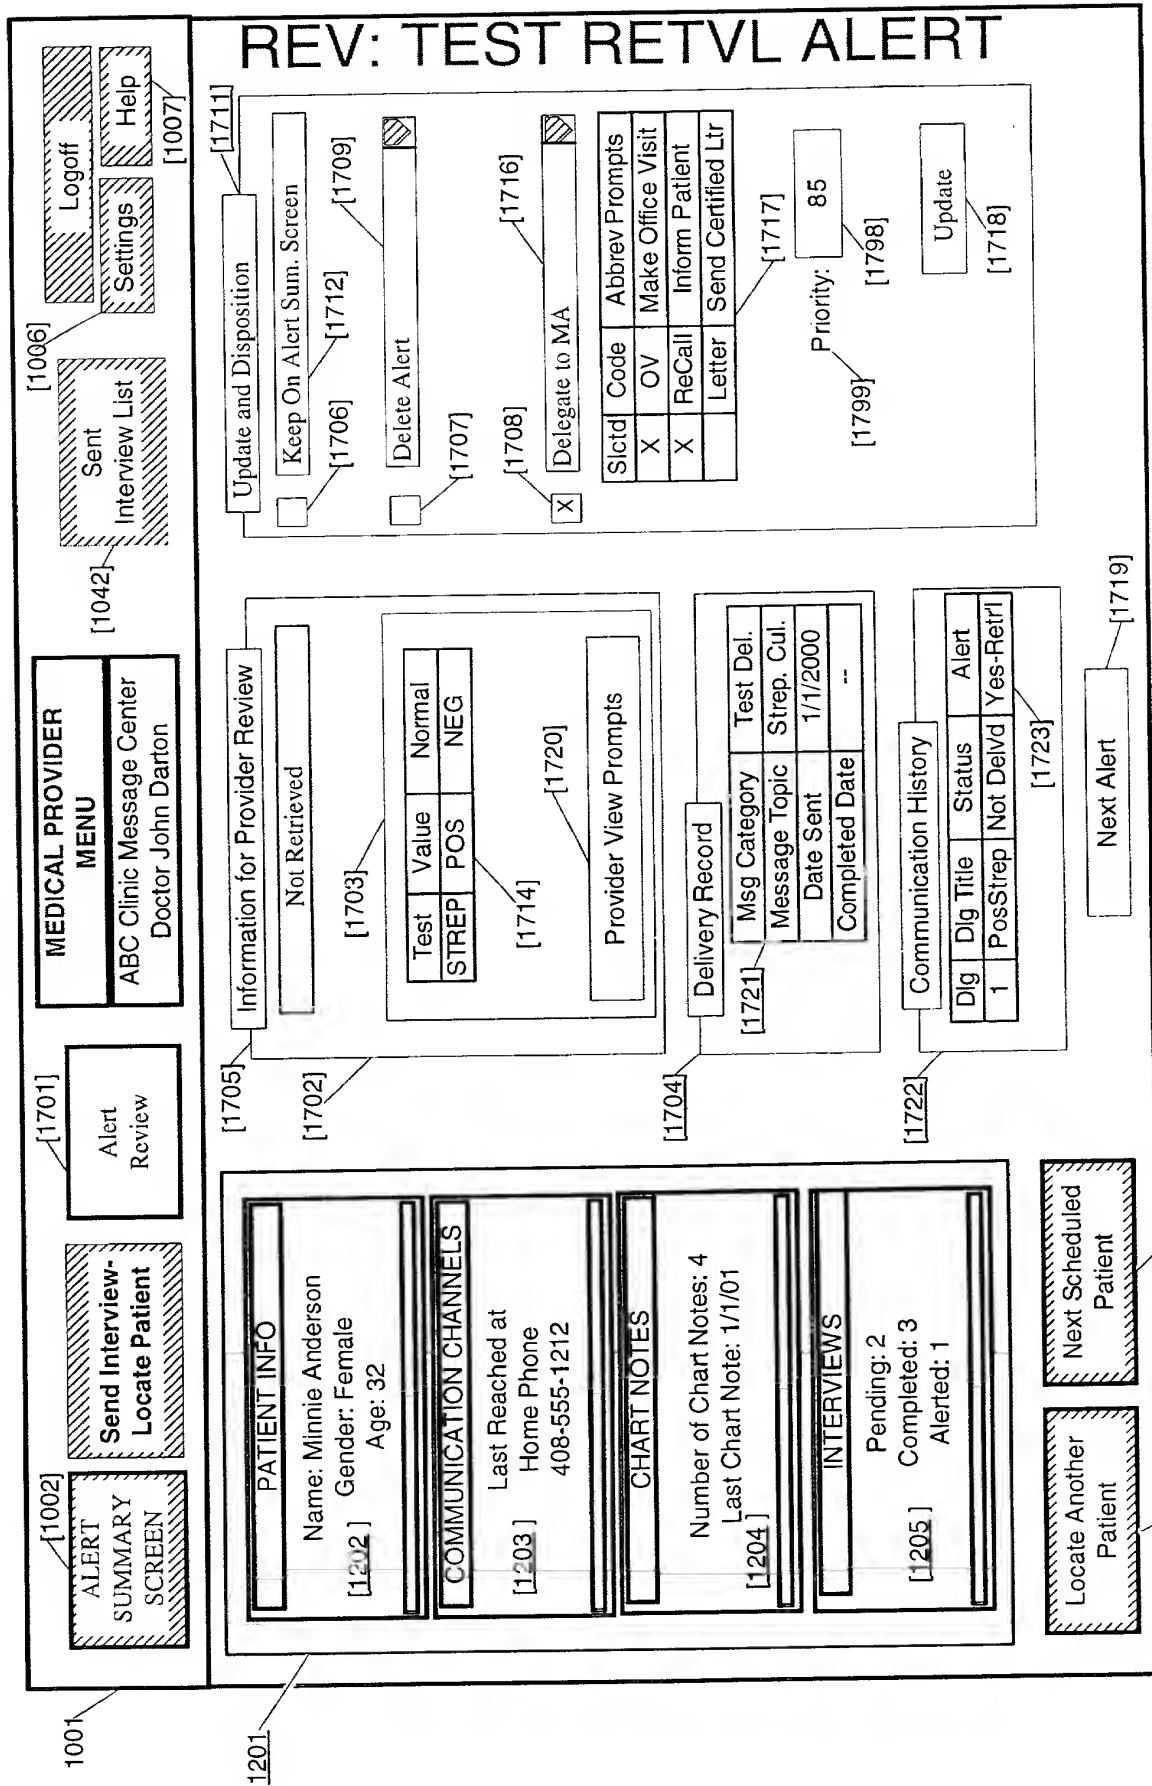 1001
[1002]
ALERT
SUMMARY
SCREEN
Send Interview-
Locate Patient
[1701]
Alert
Review
MEDICAL PROVIDER
MENU
ABC Clinic Message Center
Doctor John Darton
[1042]
Sent
Interview List
[1006]
Logoff
Settings
Help
[1007]
REV: TEST RETVL ALERT
1201
PATIENT INFO
Name: Minnie Anderson
Gender: Female
Age: 32
[1202]
COMMUNICATION CHANNELS
Last Reached at
Home Phone
408-555-1212
[1203]
CHART NOTES
Number of Chart Notes: 4
Last Chart Note: 1/1/01
[1204]
INTERVIEWS
Pending: 2
Completed: 3
Alerted: 1
[1205]
Locate Another
Patient
Next Scheduled
Patient
[1705]
[1702]
Information for Provider Review
Not Retrieved
[1703]
Test Value Normal
STREP POS NEG
[1714]
[1720]
Provider View Prompts
[1704]
Delivery Record
[1721]
Msg Category Test Del.
Message Topic Strep. Cul.
Date Sent 1/1/2000
Completed Date --
[1722]
Communication History
Dlg Dlg Title Status Alert
1 PosStrep Not Delvd Yes-Retr'l
[1723]
Next Alert
[1719]
[1711]
Update and Disposition
Keep On Alert Sum. Screen
[1706]
[1712]
[1709]
Delete Alert
[1707]
[1708]
[1716]
X
Delegate to MA
Slctd Code Abbrev Prompts
X OV Make Office Visit
X ReCall Inform Patient
Letter Send Certified Ltr
[1717]
[1799]
Priority: 85
[1798]
Update
[1718]